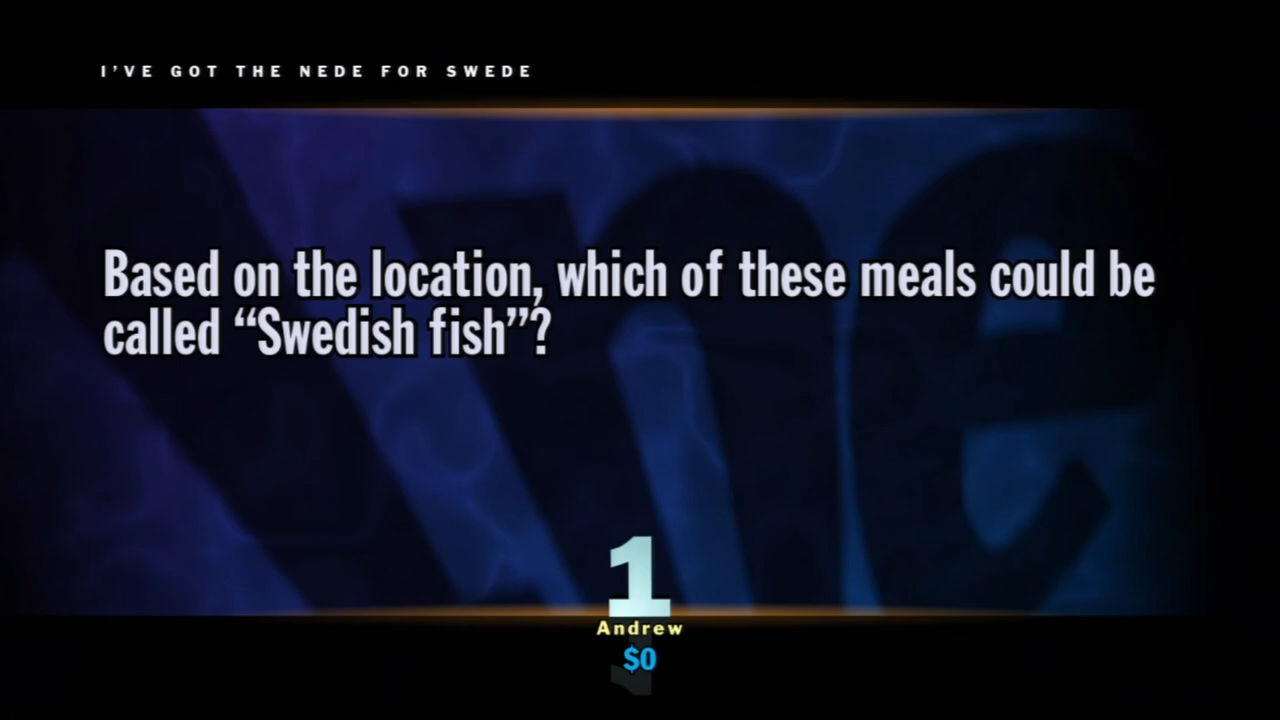 I'VE GOT THE NEDE FOR SWEDE
Based on the location, which of these meals could be
called “Swedish fish”?
1
Andrew
$0